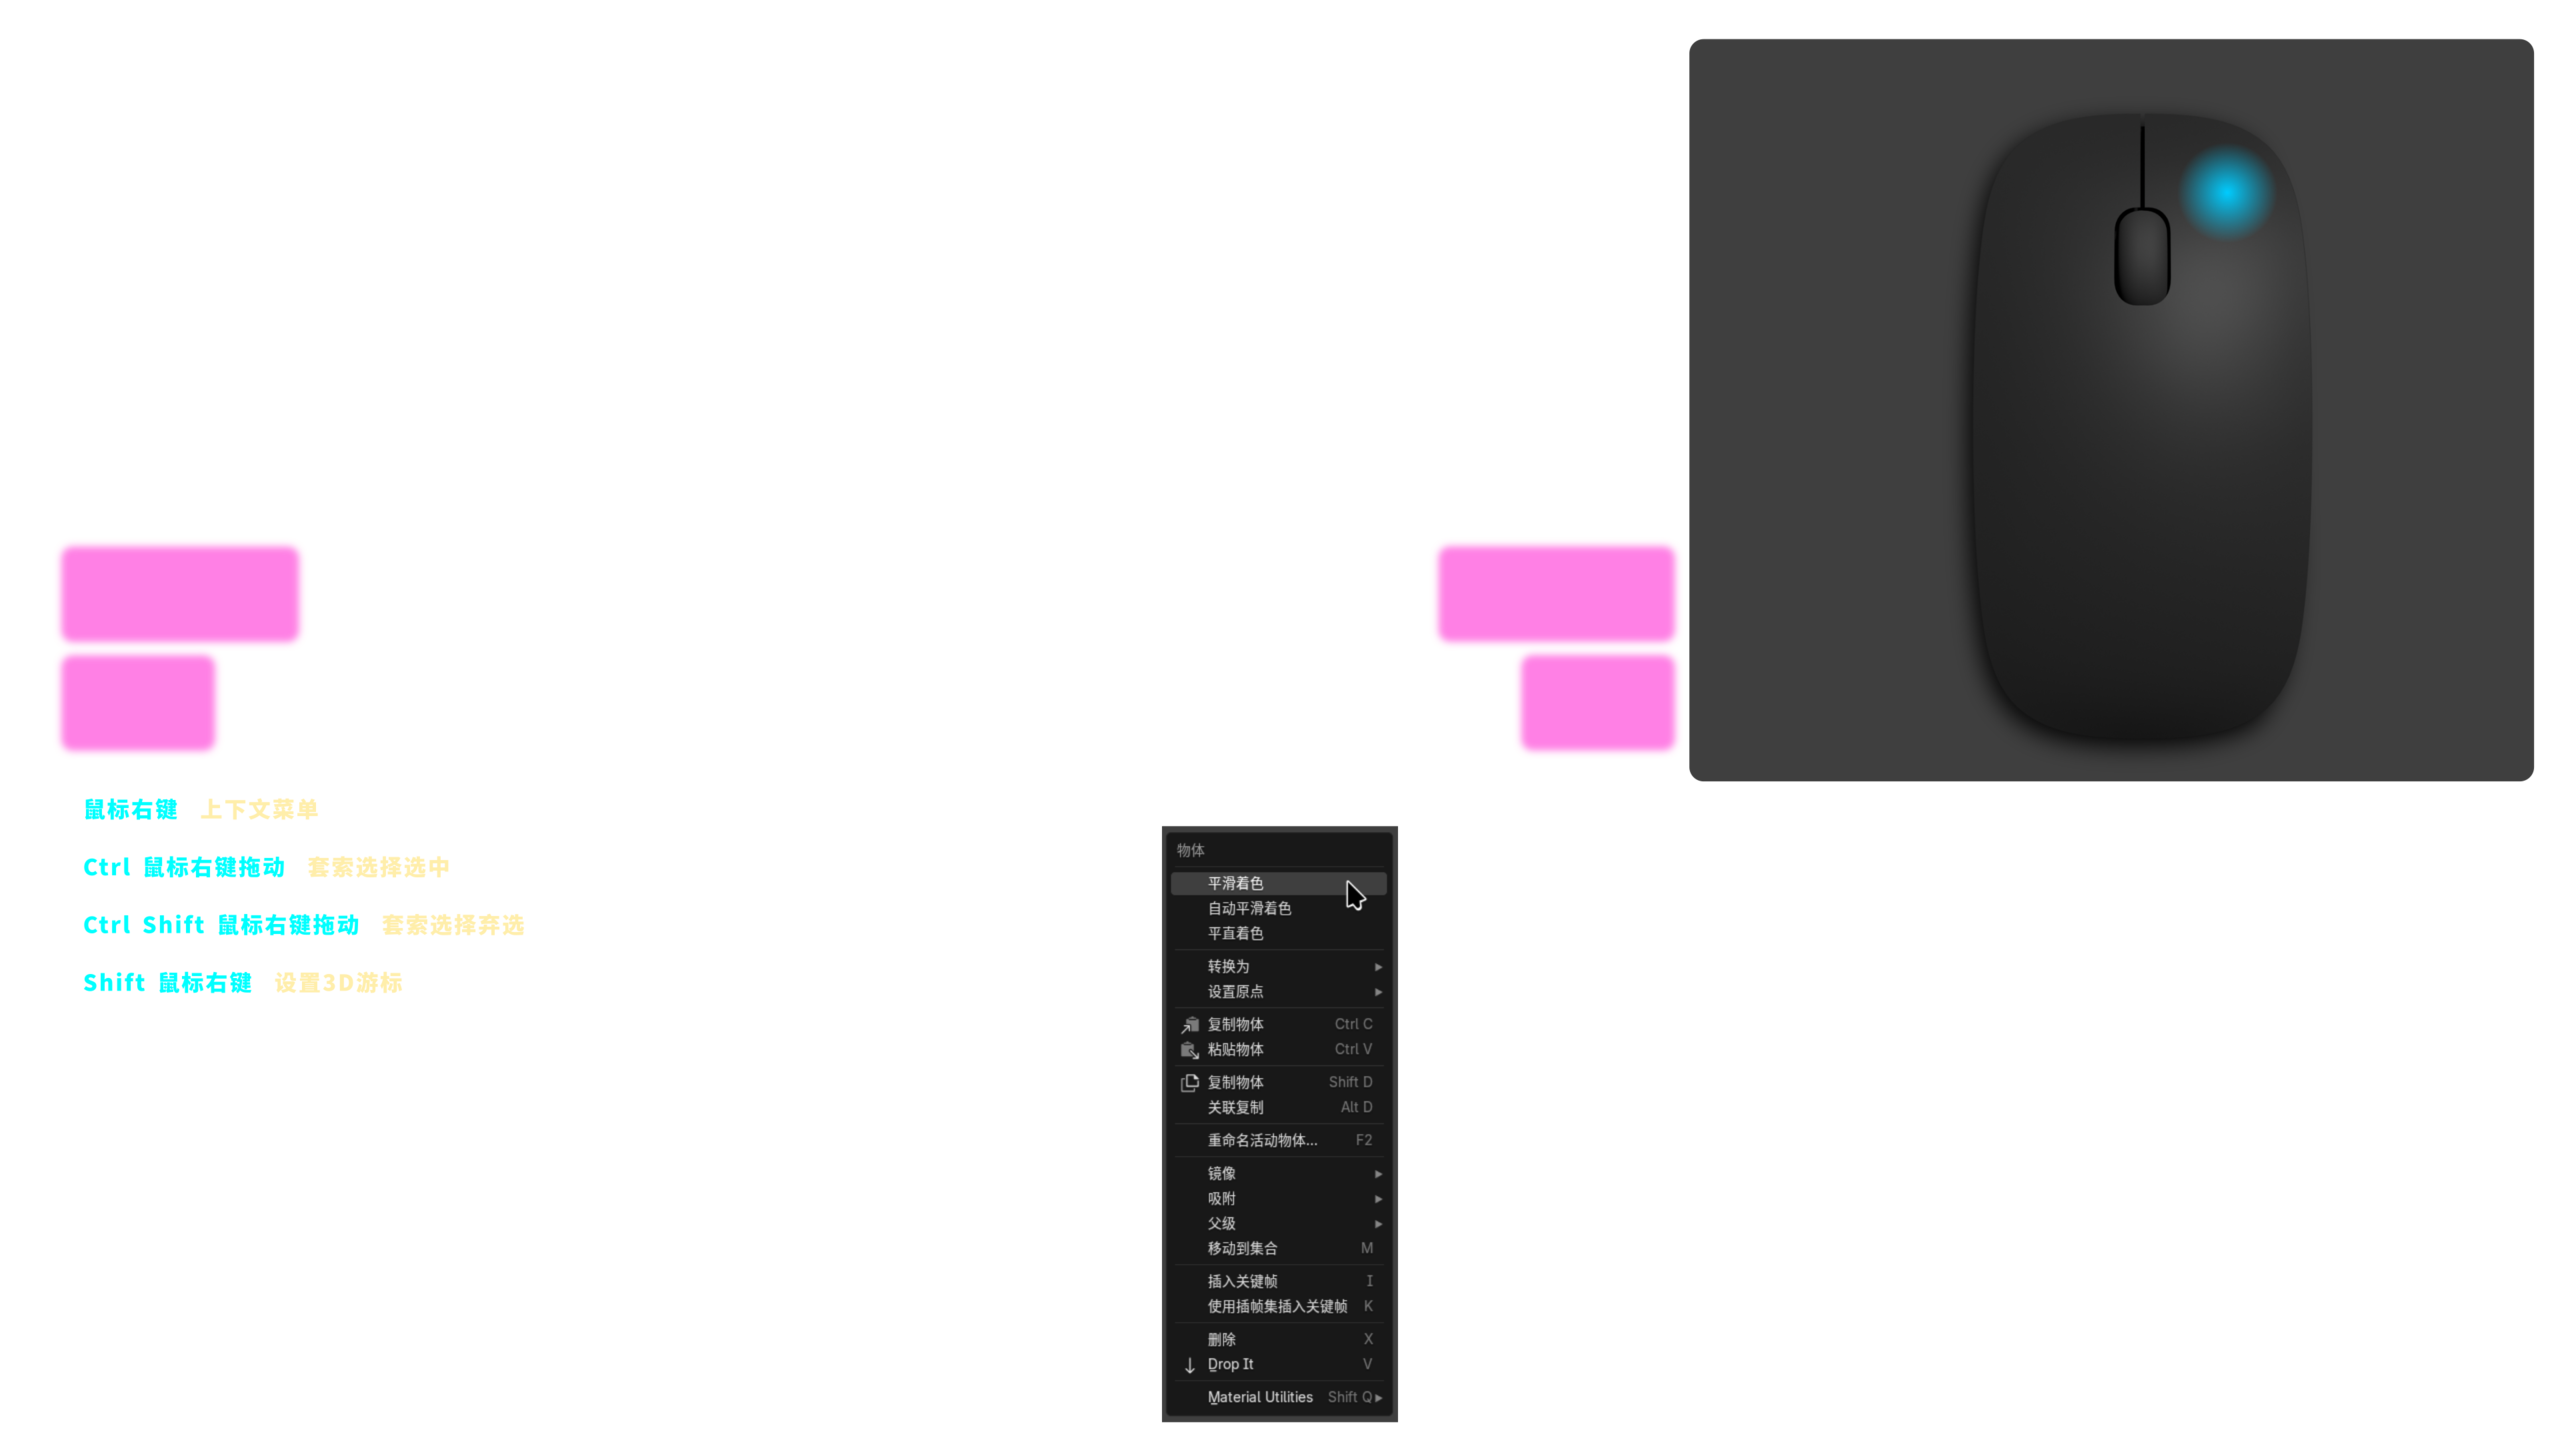 鼠标右键 上下文菜单
Ctrl 鼠标右键拖动 套索选择选中
Ctrl Shift 鼠标右键拖动 套索选择弃选
Shift 鼠标右键 设置3D游标
物体
平滑着色
自动平滑着色
平直着色
转换为
设置原点
复制物体 Ctrl C
粘贴物体 Ctrl V
复制物体 Shift D
关联复制 Alt D
重命名活动物体... F2
镜像
吸附
父级
移动到集合 M
插入关键帧 I
使用插帧集插入关键帧 K
删除 X
Drop It V
Material Utilities Shift Q